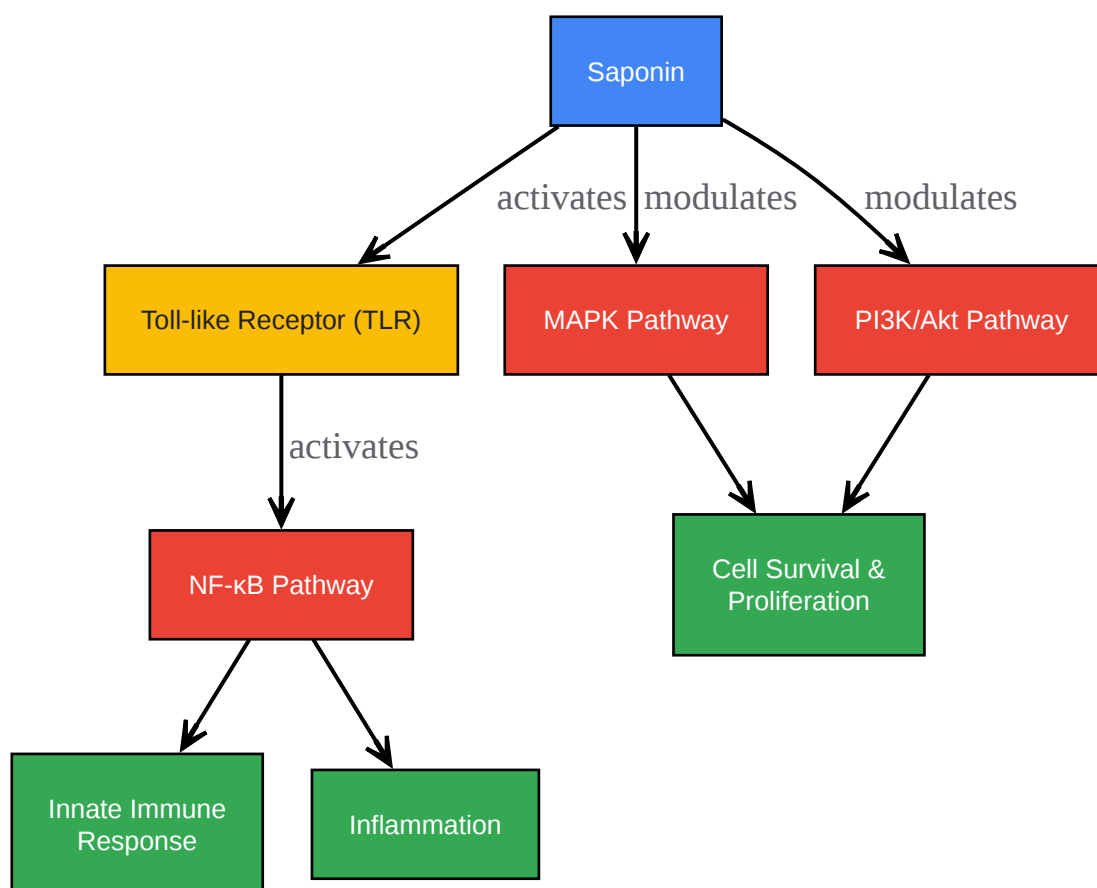 Saponin
activates
modulates
modulates
Toll-like Receptor (TLR)
MAPK Pathway
PI3K/Akt Pathway
activates
NF-κB Pathway
Cell Survival &
Proliferation
Innate Immune
Response
Inflammation